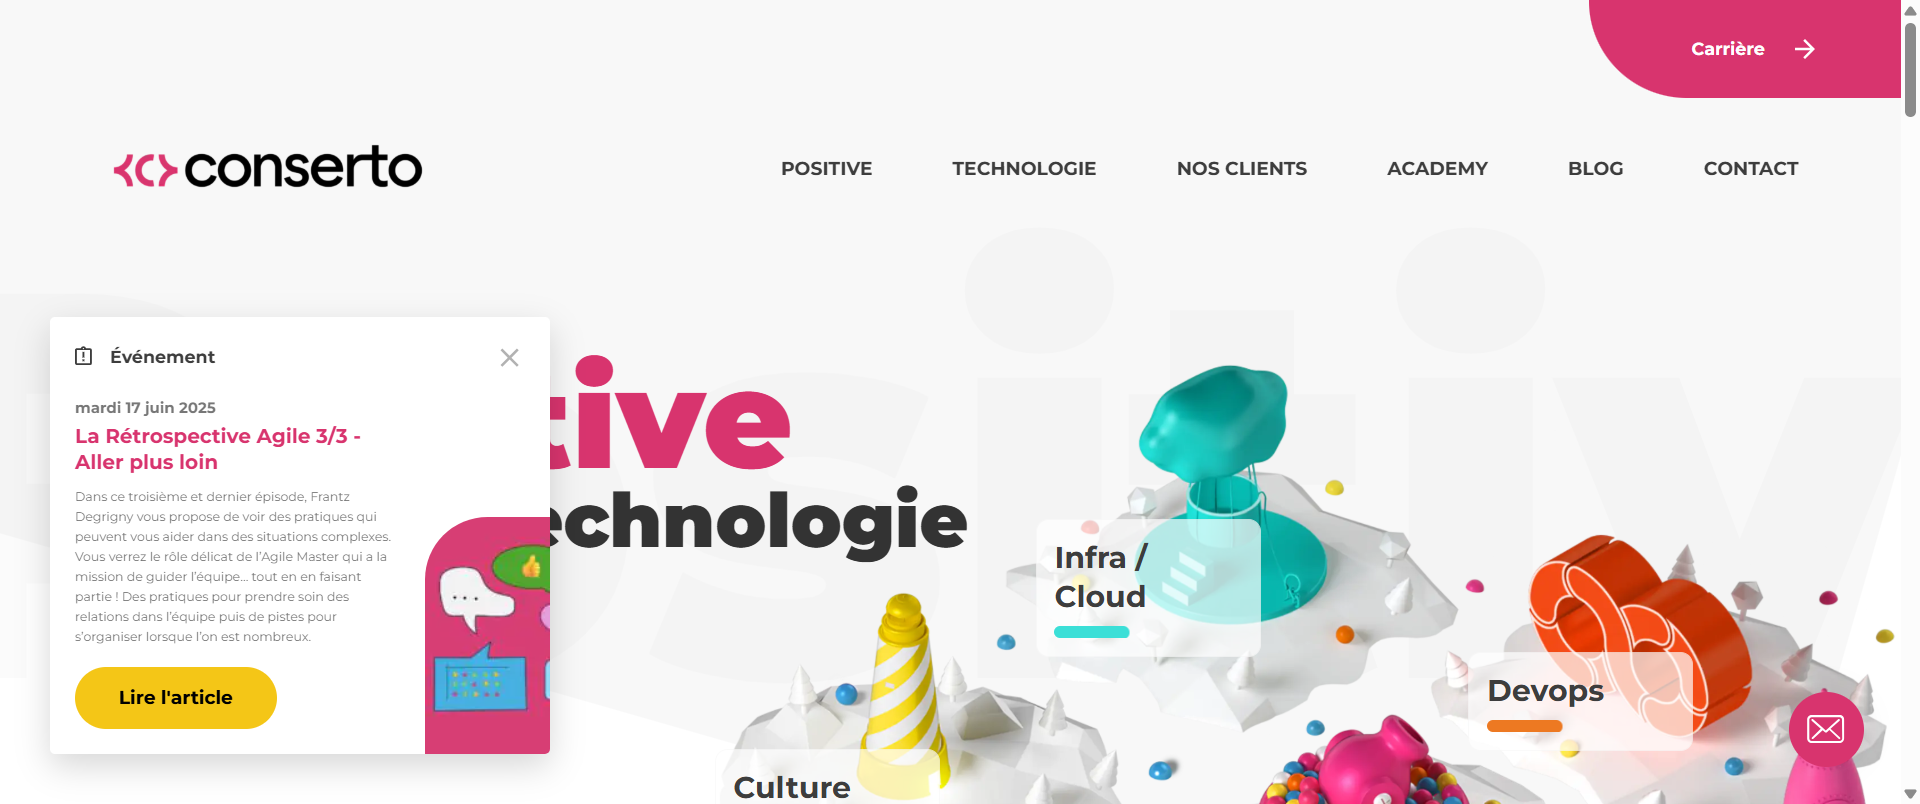 Carrière
conserto
POSITIVE
TECHNOLOGIE
NOS CLIENTS
ACADEMY
BLOG
CONTACT
Événement
mardi 17 juin 2025
La Rétrospective Agile 3/3 -
Aller plus loin
Dans ce troisième et dernier épisode, Frantz
Degrigny vous propose de voir des pratiques qui
peuvent vous aider dans des situations complexes.
Vous verrez le rôle délicat de l’Agile Master qui a la
mission de guider l’équipe… tout en en faisant
partie ! Des pratiques pour prendre soin des
relations dans l’équipe puis de pistes pour
s’organiser lorsque l’on est nombreux.
Lire l'article
tive
echnologie
Infra /
Cloud
Devops
Culture